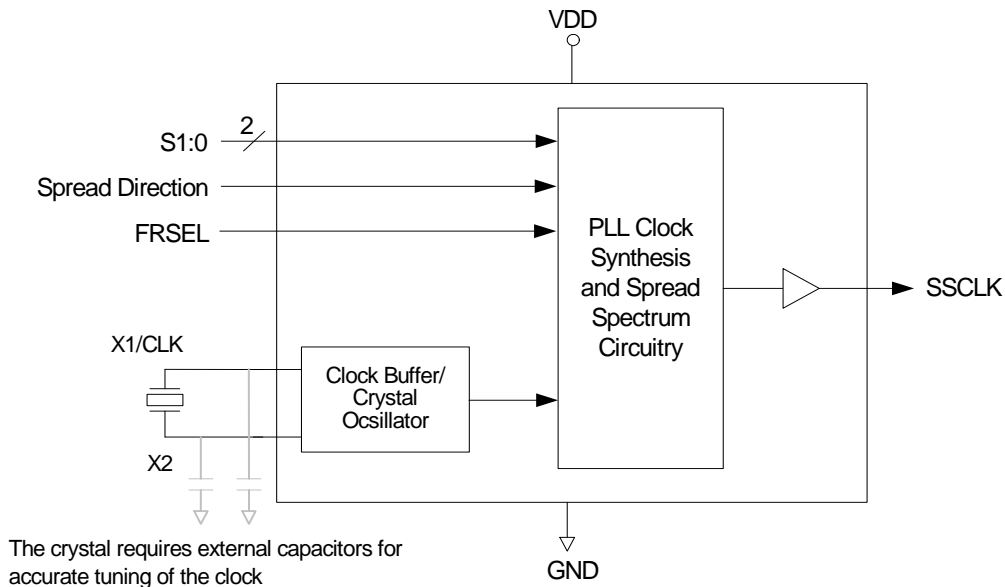 VDD
2
S1:0
Spread Direction
FRSEL
PLL Clock
Synthesis
and Spread
Spectrum
Circuitry
SSCLK
X1/CLK
Clock Buffer/
Crystal
Ocsillator
X2
The crystal requires external capacitors for
accurate tuning of the clock
GND